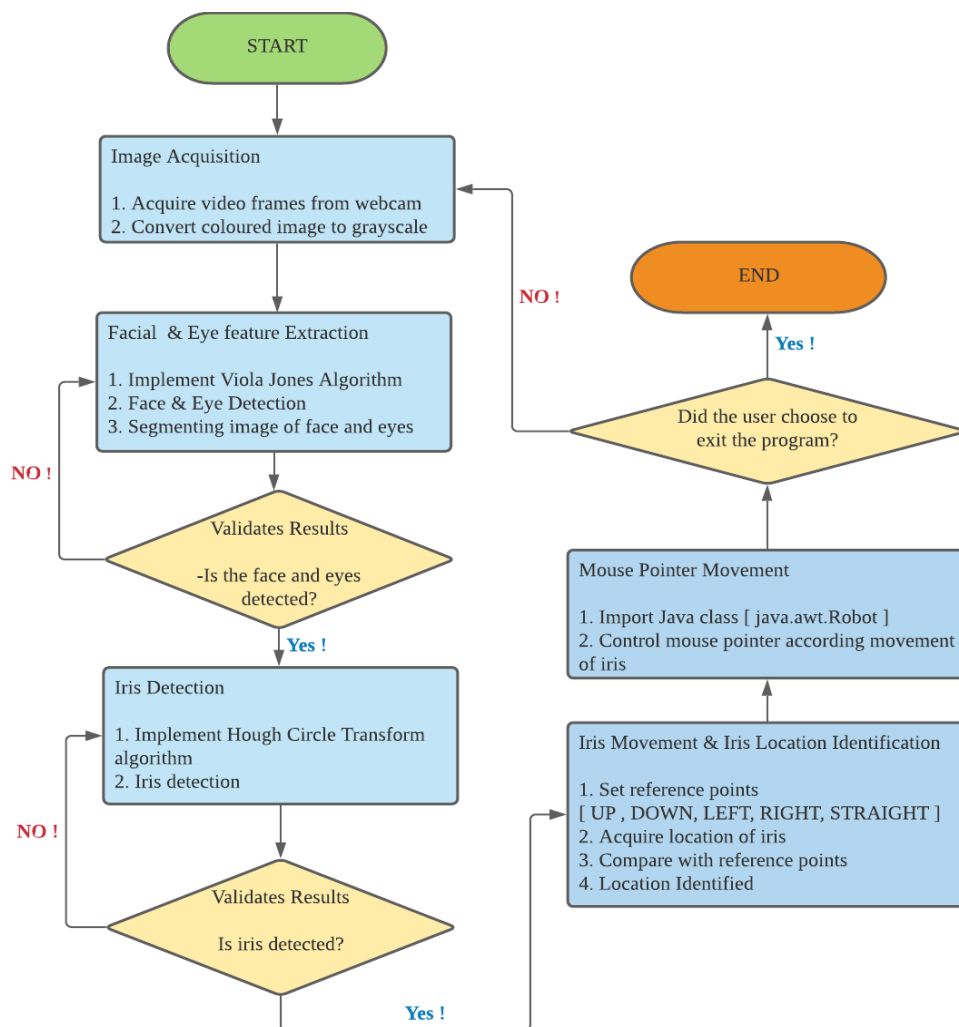 START
Image Acquisition
1. Acquire video frames from webcam
2. Convert coloured image to grayscale
Facial & Eye feature Extraction
1. Implement Viola Jones Algorithm
2. Face & Eye Detection
3. Segmenting image of face and eyes
NO !
Validates Results
-Is the face and eyes
detected?
Yes !
Iris Detection
1. Implement Hough Circle Transform
algorithm
2. Iris detection
NO !
Validates Results
Is iris detected?
Yes !
Iris Movement & Iris Location Identification
1. Set reference points
[ UP , DOWN, LEFT, RIGHT, STRAIGHT ]
2. Acquire location of iris
3. Compare with reference points
4. Location Identified
Mouse Pointer Movement
1. Import Java class [ java.awt.Robot ]
2. Control mouse pointer according movement
of iris
Did the user choose to
exit the program?
NO !
Yes !
END